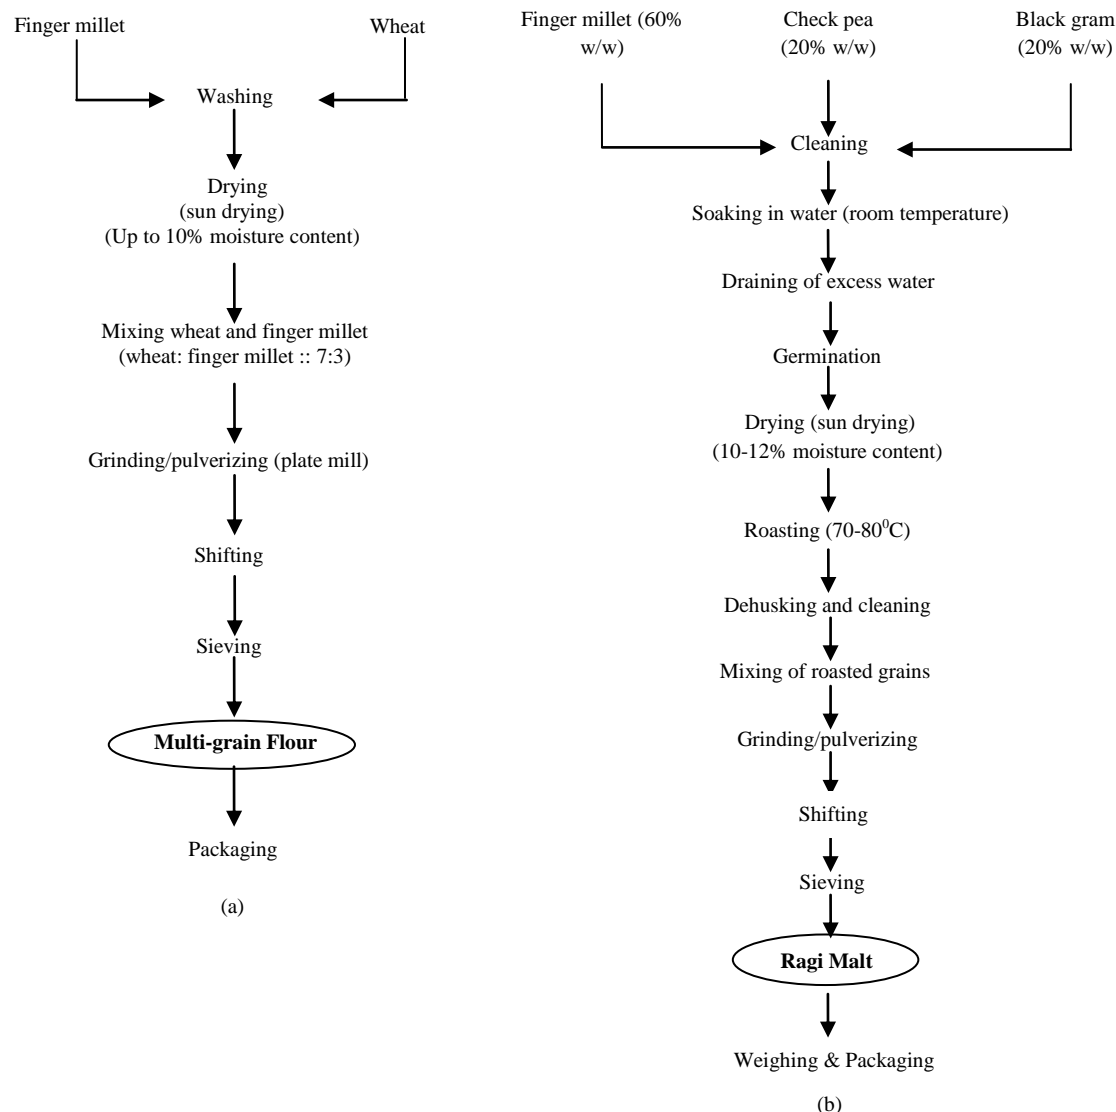 Finger millet
Wheat
Washing
Drying
(sun drying)
(Up to 10% moisture content)
Mixing wheat and finger millet
(wheat: finger millet :: 7:3)
Grinding/pulverizing (plate mill)
Shifting
Sieving
Multi-grain Flour
Packaging
(a)
Finger millet (60%
w/w)
Check pea
(20% w/w)
Black gram
(20% w/w)
Cleaning
Soaking in water (room temperature)
Draining of excess water
Germination
Drying (sun drying)
(10-12% moisture content)
Roasting (70-80⁰C)
Dehusking and cleaning
Mixing of roasted grains
Grinding/pulverizing
Shifting
Sieving
Ragi Malt
Weighing & Packaging
(b)